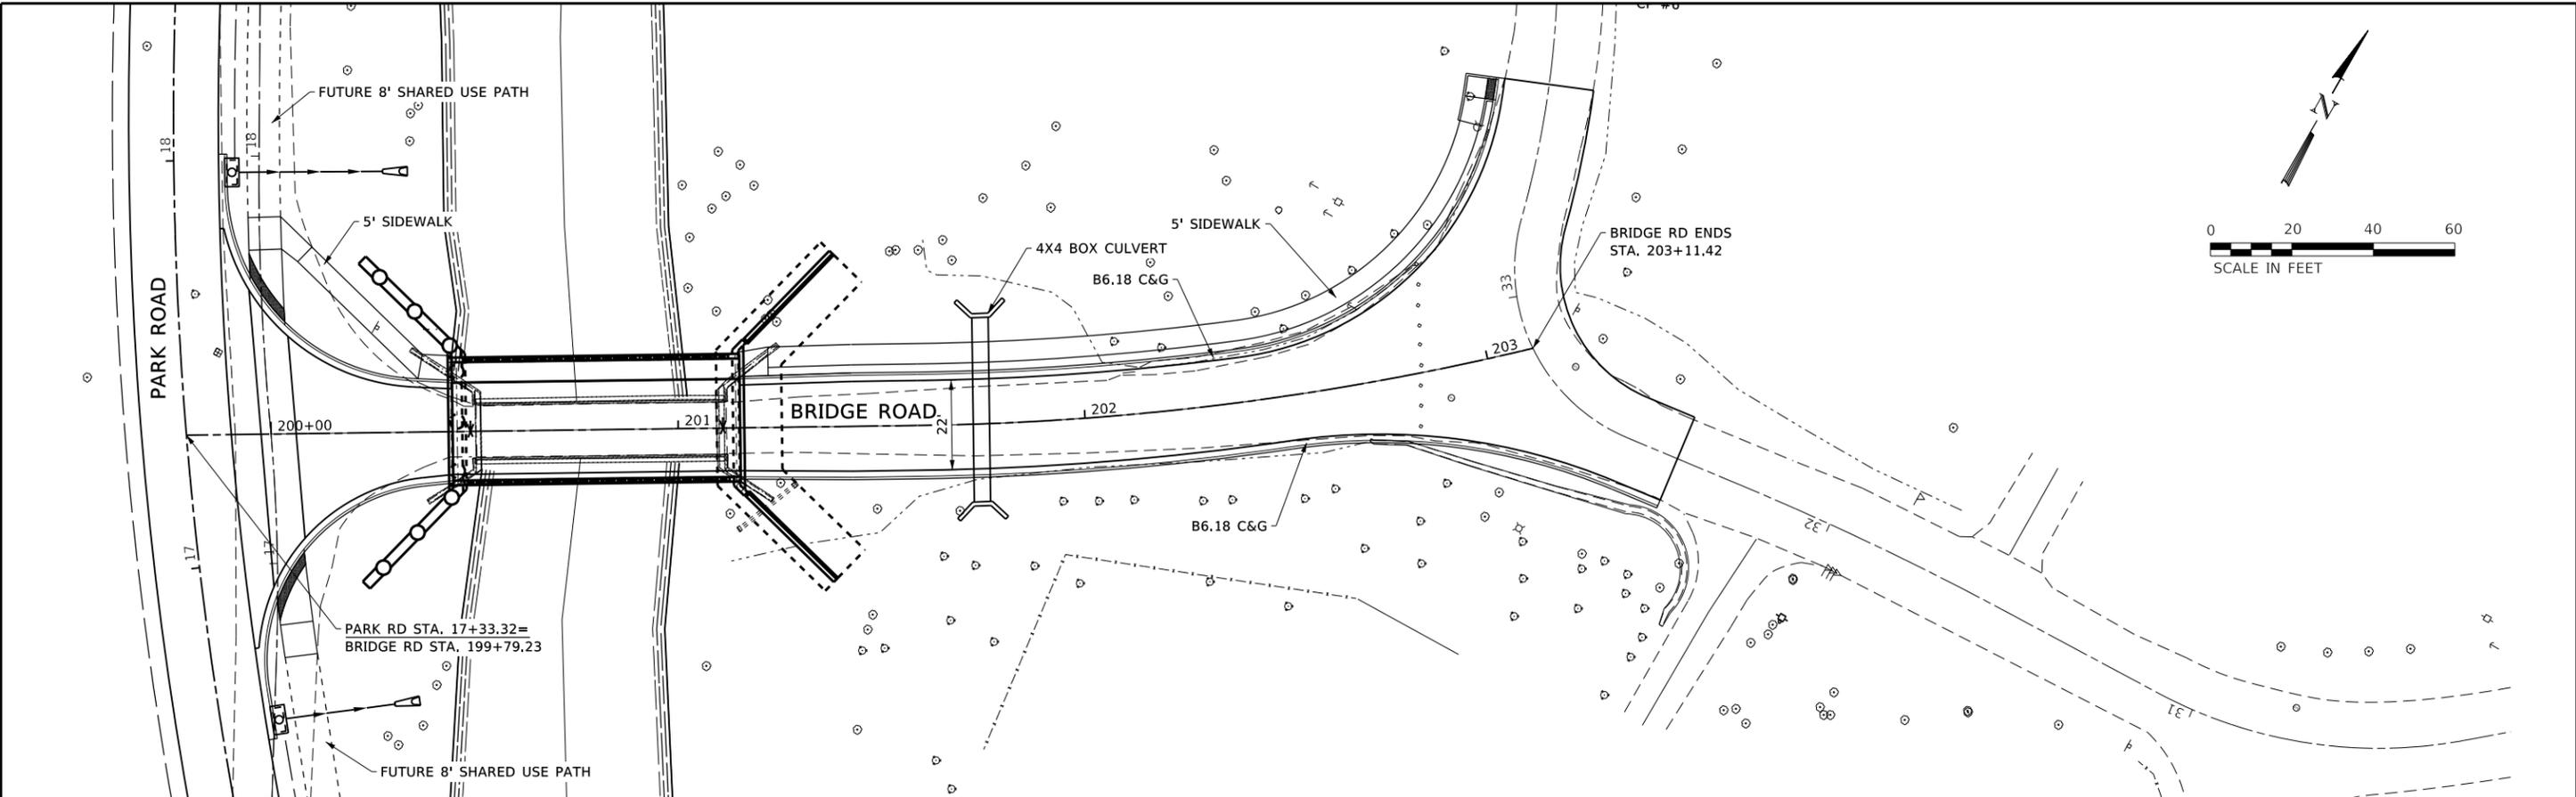 FUTURE 8' SHARED USE PATH
18
18
5' SIDEWALK
PARK ROAD
5' SIDEWALK
4X4 BOX CULVERT
B6.18 C&G
BRIDGE RD ENDS
STA. 203+11.42
N
0 20 40 60
SCALE IN FEET
33
203
BRIDGE ROAD
202
201
200+00
22'
B6.18 C&G
32
17
17
PARK RD STA. 17+33.32=
BRIDGE RD STA. 199+79.23
31
FUTURE 8' SHARED USE PATH